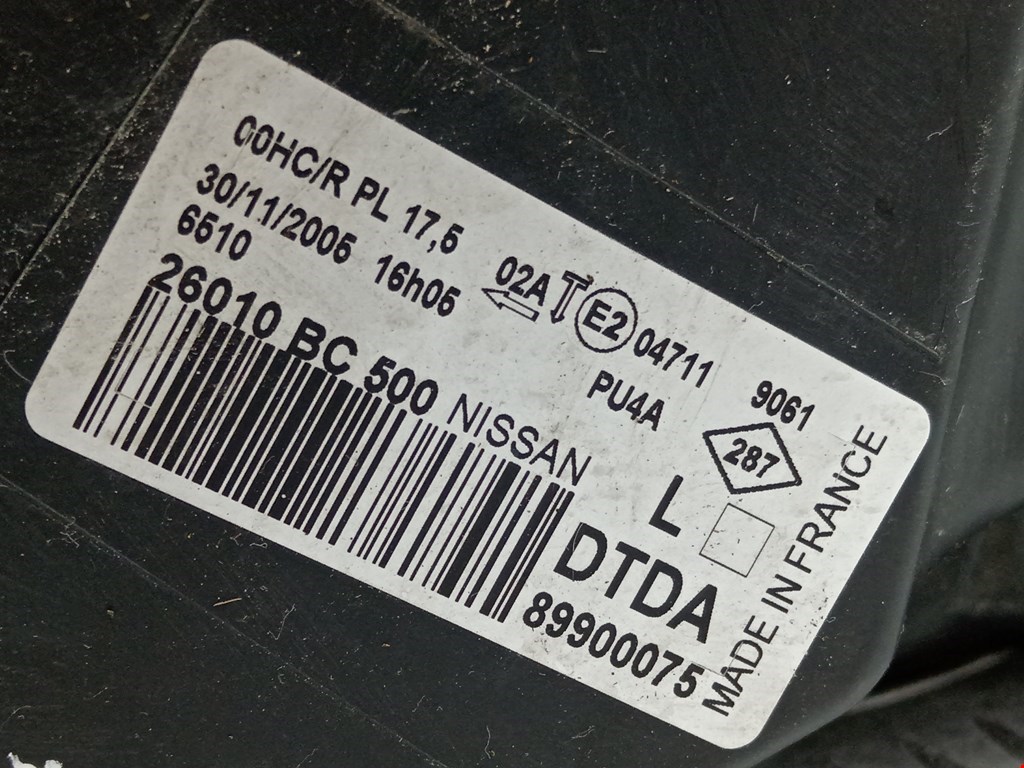 00HC/R PL 17,5
30/11/2005 16h05
6510
02A E2 04711
PU4A
26010 BC 500 NISSAN
9061
287
L
DTDA
89900075
MADE IN FRANCE